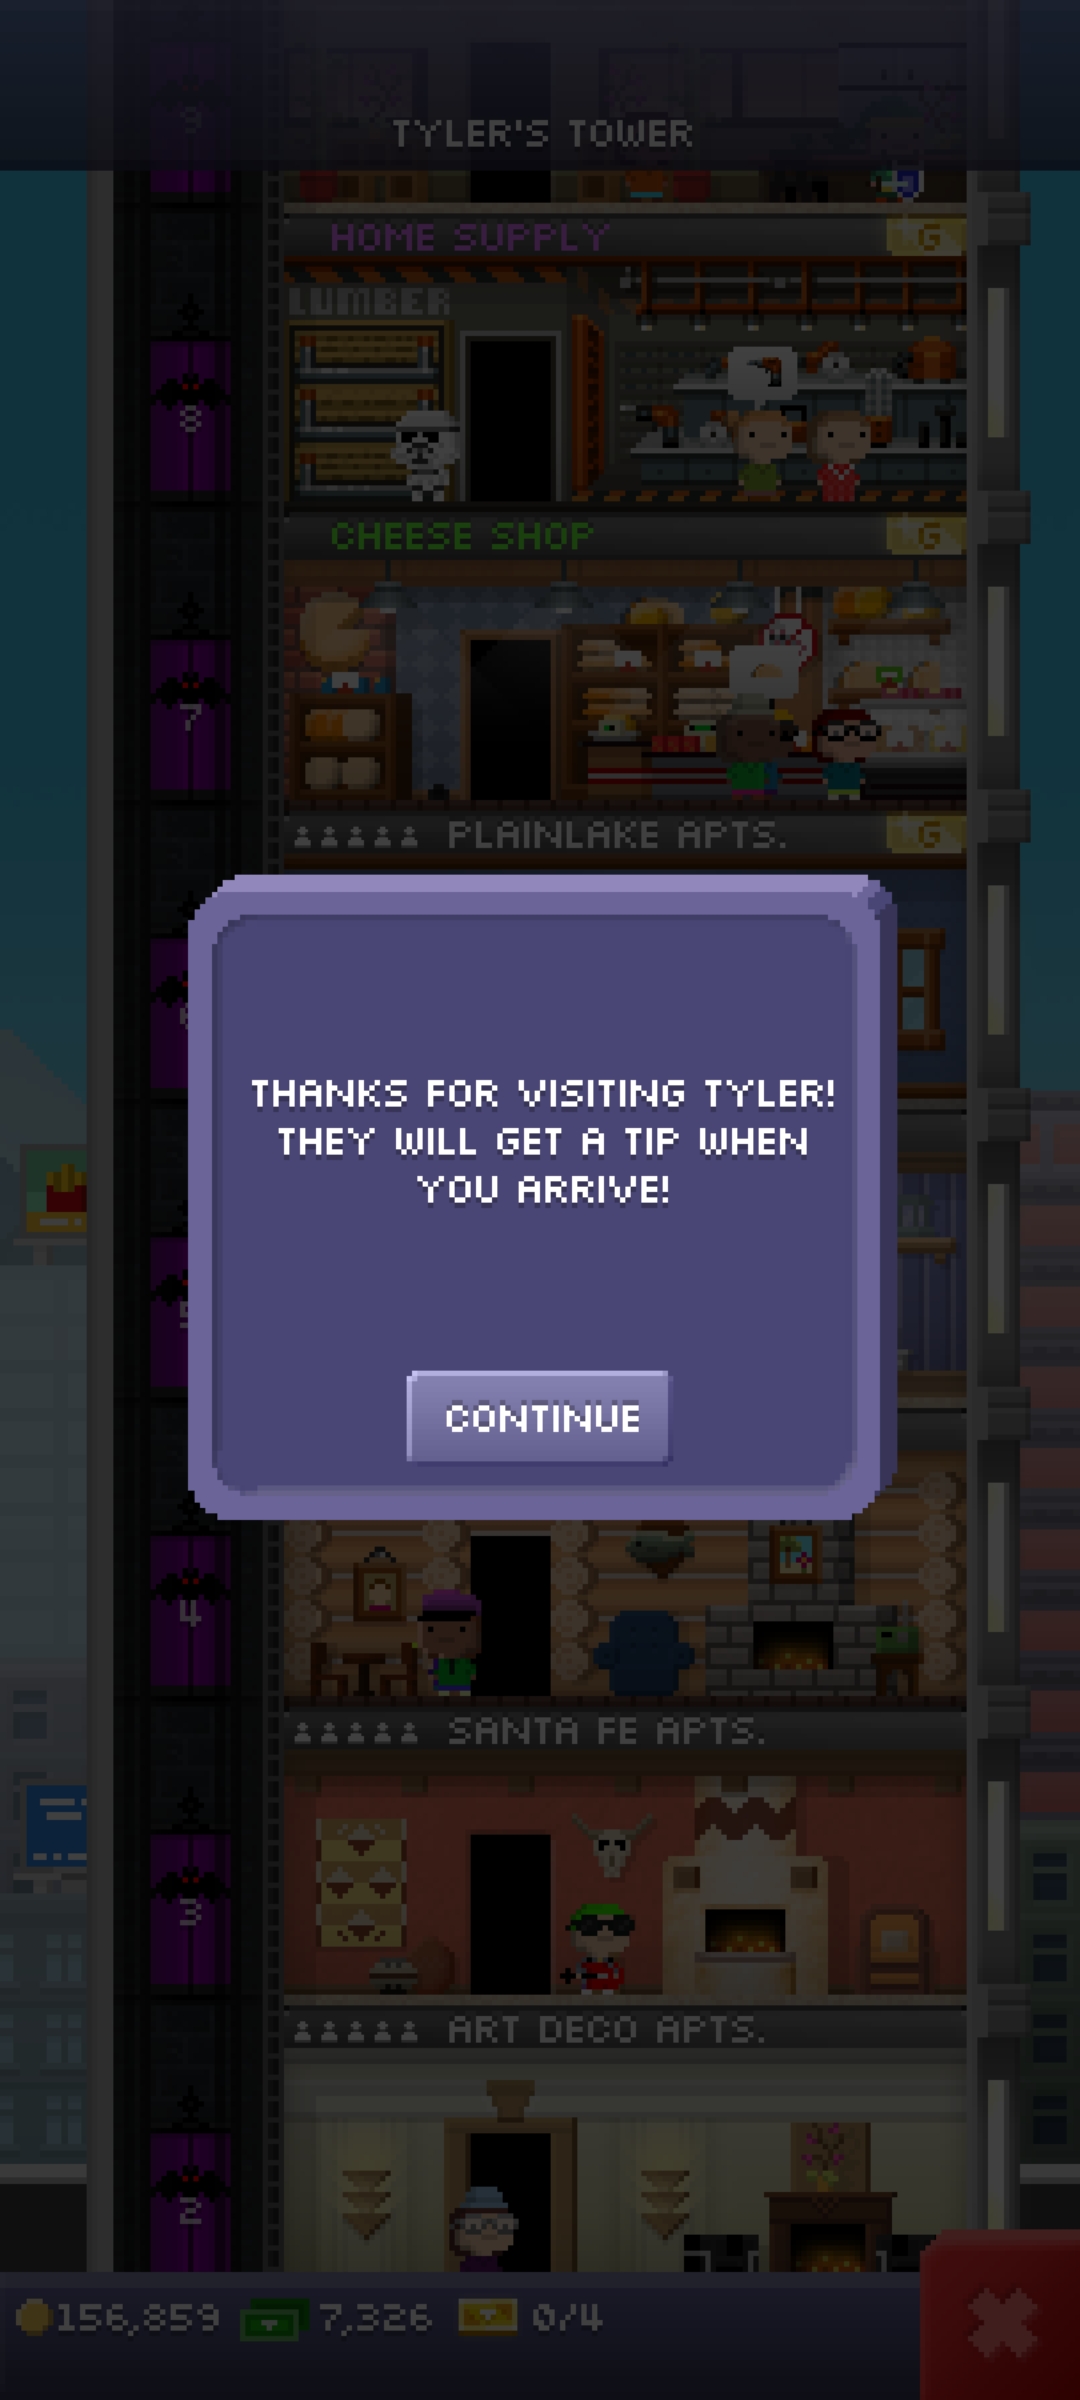 9
TYLER'S TOWER
HOME SUPPLY G
LUMBER
8
CHEESE SHOP G
7
PLAINLAKE APTS. G
THANKS FOR VISITING TYLER!
THEY WILL GET A TIP WHEN
YOU ARRIVE!
5
CONTINUE
4
SANTA FE APTS.
3
ART DECO APTS.
2
156,859 7,326 0/4